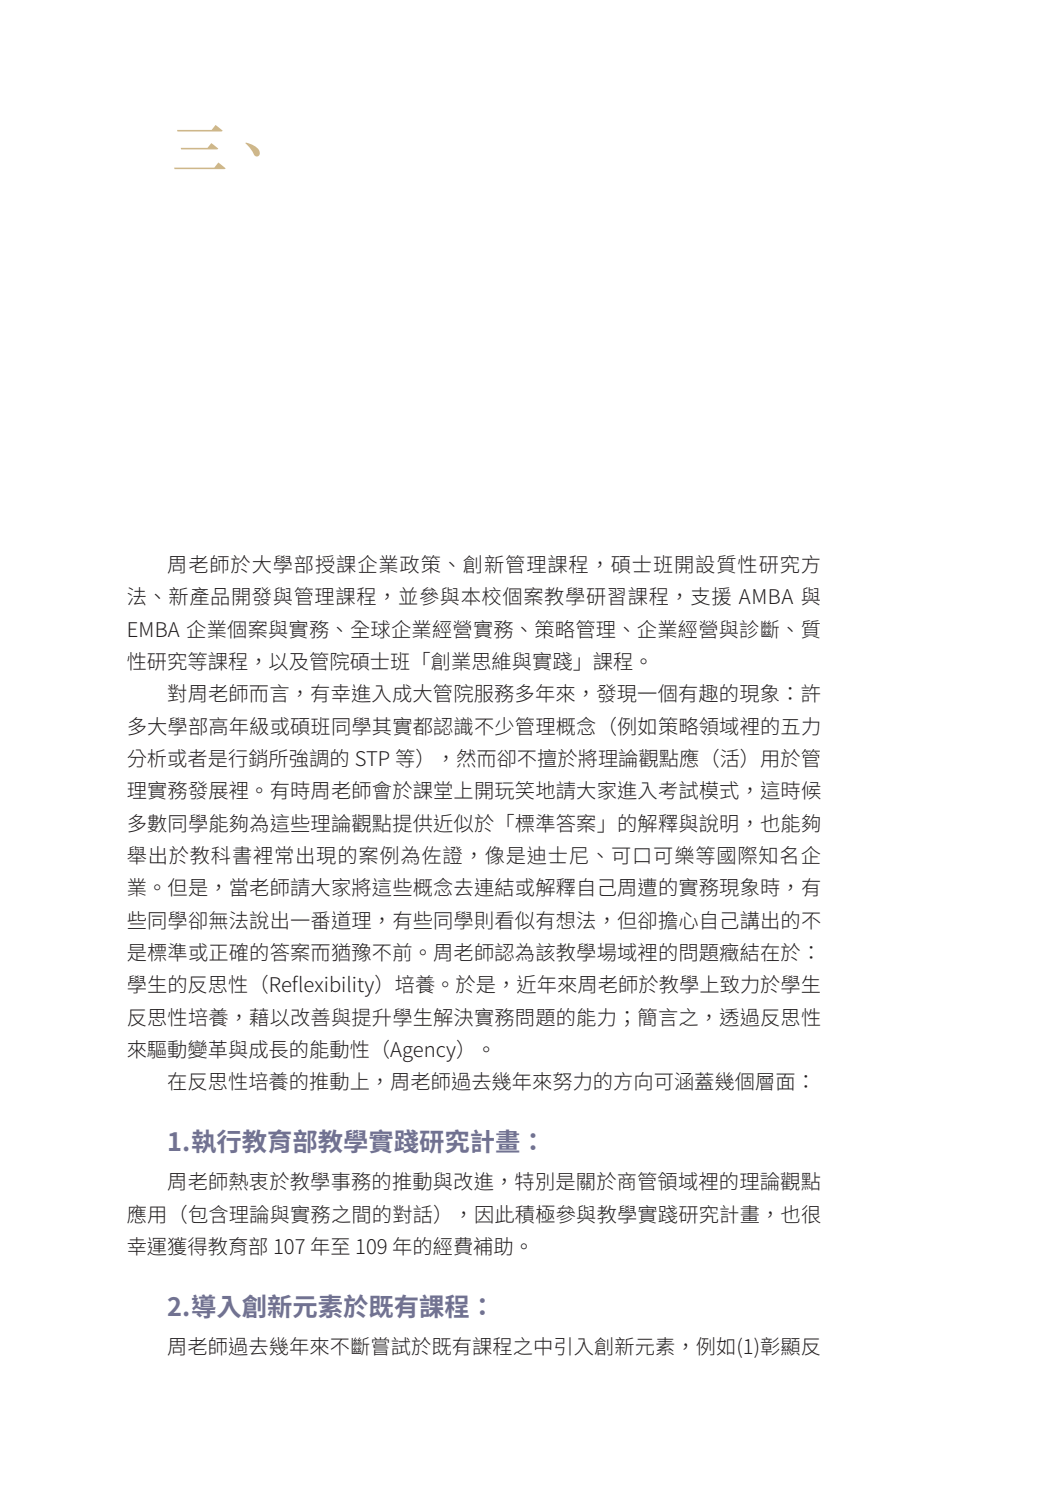 三、
周老師於大學部授課企業政策、創新管理課程，碩士班開設質性研究方
法、新產品開發與管理課程，並參與本校個案教學研習課程，支援 AMBA 與
EMBA 企業個案與實務、全球企業經營實務、策略管理、企業經營與診斷、質
性研究等課程，以及管院碩士班「創業思維與實踐」課程。
對周老師而言，有幸進入成大管院服務多年來，發現一個有趣的現象：許
多大學部高年級或碩班同學其實都認識不少管理概念（例如策略領域裡的五力
分析或者是行銷所強調的 STP 等），然而卻不擅於將理論觀點應（活）用於管
理實務發展裡。有時周老師會於課堂上開玩笑地請大家進入考試模式，這時候
多數同學能夠為這些理論觀點提供近似於「標準答案」的解釋與說明，也能夠
舉出於教科書裡常出現的案例為佐證，像是迪士尼、可口可樂等國際知名企
業。但是，當老師請大家將這些概念去連結或解釋自己周遭的實務現象時，有
些同學卻無法說出一番道理，有些同學則看似有想法，但卻擔心自己講出的不
是標準或正確的答案而猶豫不前。周老師認為該教學場域裡的問題癥結在於：
學生的反思性（Reflexibility）培養。於是，近年來周老師於教學上致力於學生
反思性培養，藉以改善與提升學生解決實務問題的能力；簡言之，透過反思性
來驅動變革與成長的能動性（Agency）。
在反思性培養的推動上，周老師過去幾年來努力的方向可涵蓋幾個層面：
1.執行教育部教學實踐研究計畫：
周老師熱衷於教學事務的推動與改進，特別是關於商管領域裡的理論觀點
應用（包含理論與實務之間的對話），因此積極參與教學實踐研究計畫，也很
幸運獲得教育部 107 年至 109 年的經費補助。
2.導入創新元素於既有課程：
周老師過去幾年來不斷嘗試於既有課程之中引入創新元素，例如(1)彰顯反